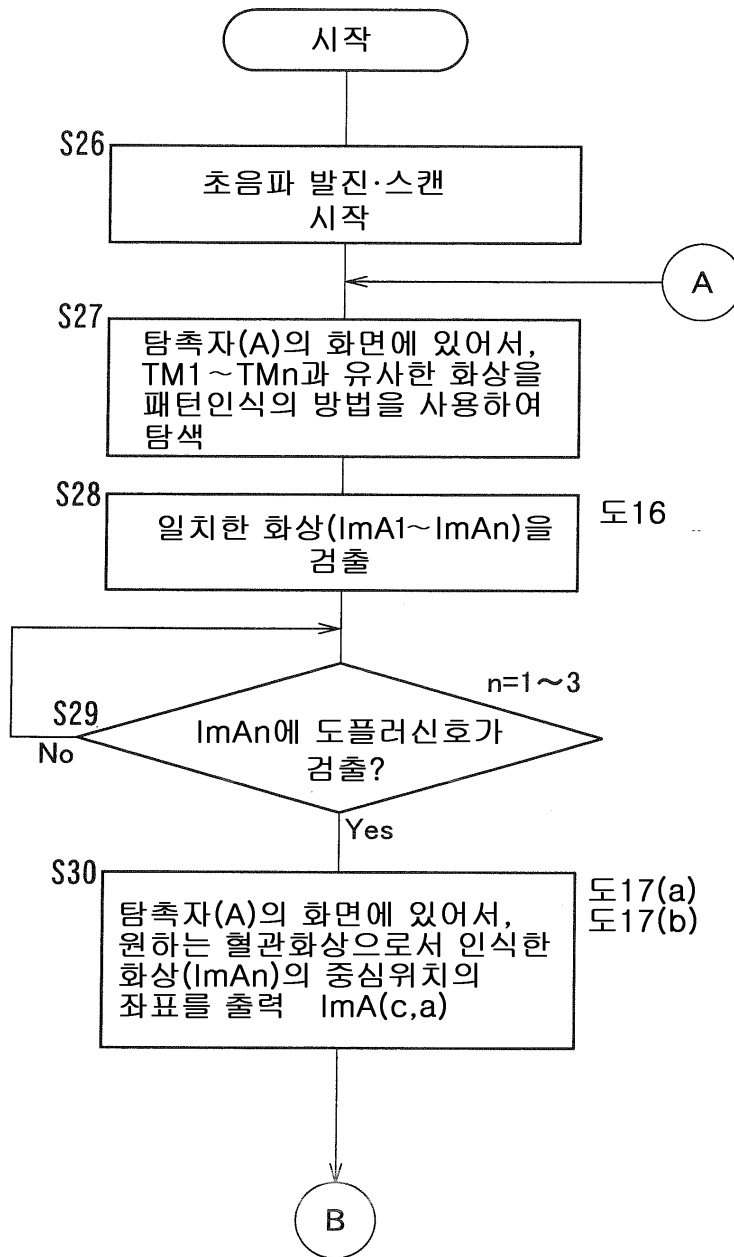 시작
S26
초음파 발진·스캔
시작
A
S27
탐촉자(A)의 화면에 있어서,
TM1~TMn과 유사한 화상을
패턴인식의 방법을 사용하여
탐색
S28
일치한 화상(ImA1~ImAn)을
검출
도16
n=1~3
S29
ImAn에 도플러신호가
검출?
No
Yes
S30
탐촉자(A)의 화면에 있어서,
원하는 혈관화상으로서 인식한
화상(ImAn)의 중심위치의
좌표를 출력 ImA(c,a)
도17(a)
도17(b)
B